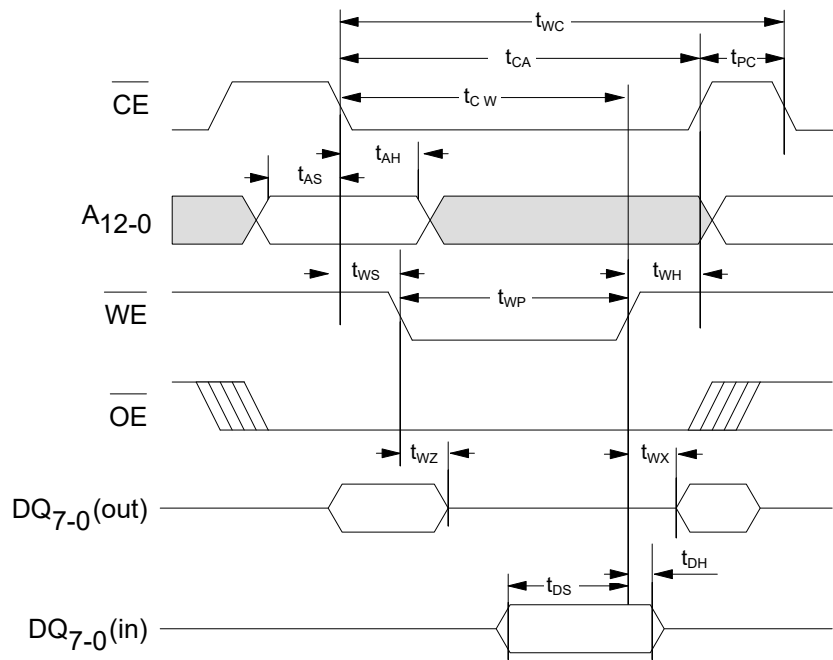 tWC
tCA
tPC
CE
tCW
tAH
tAS
A12-0
tWS
tWH
WE
tWP
OE
tWZ
tWX
DQ7-0(out)
tDH
tDS
DQ7-0(in)